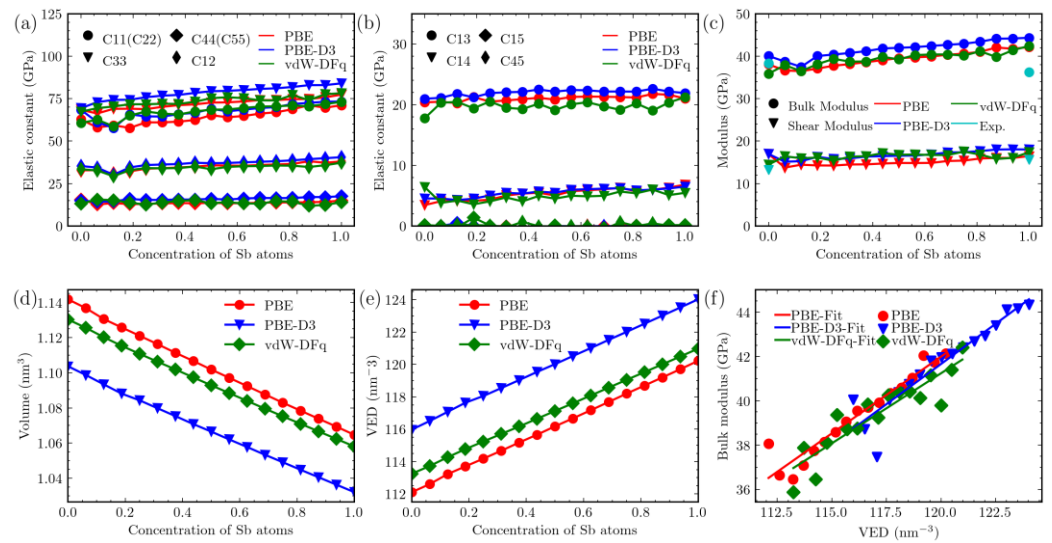 (a)
C11(C22)
C44(C55)
C33
C12
PBE
PBE-D3
vdW-DFq
Elastic constant (GPa)
125
100
75
50
25
0
0.0 0.2 0.4 0.6 0.8 1.0
Concentration of Sb atoms
(b)
C13
C15
C14
C45
PBE
PBE-D3
vdW-DFq
Elastic constant (GPa)
30
20
10
0
0.0 0.2 0.4 0.6 0.8 1.0
Concentration of Sb atoms
(c)
Bulk Modulus
Shear Modulus
PBE
PBE-D3
vdW-DFq
Exp.
Modulus (GPa)
50
40
30
20
10
0
0.0 0.2 0.4 0.6 0.8 1.0
Concentration of Sb atoms
(d)
PBE
PBE-D3
vdW-DFq
Volume (nm³)
1.14
1.12
1.10
1.08
1.06
1.04
0.0 0.2 0.4 0.6 0.8 1.0
Concentration of Sb atoms
(e)
PBE
PBE-D3
vdW-DFq
VED (nm⁻³)
124
122
120
118
116
114
112
0.0 0.2 0.4 0.6 0.8 1.0
Concentration of Sb atoms
(f)
PBE-Fit
PBE-D3-Fit
vdW-DFq-Fit
PBE
PBE-D3
vdW-DFq
Bulk modulus (GPa)
44
42
40
38
36
112.5 115.0 117.5 120.0 122.5
VED (nm⁻³)